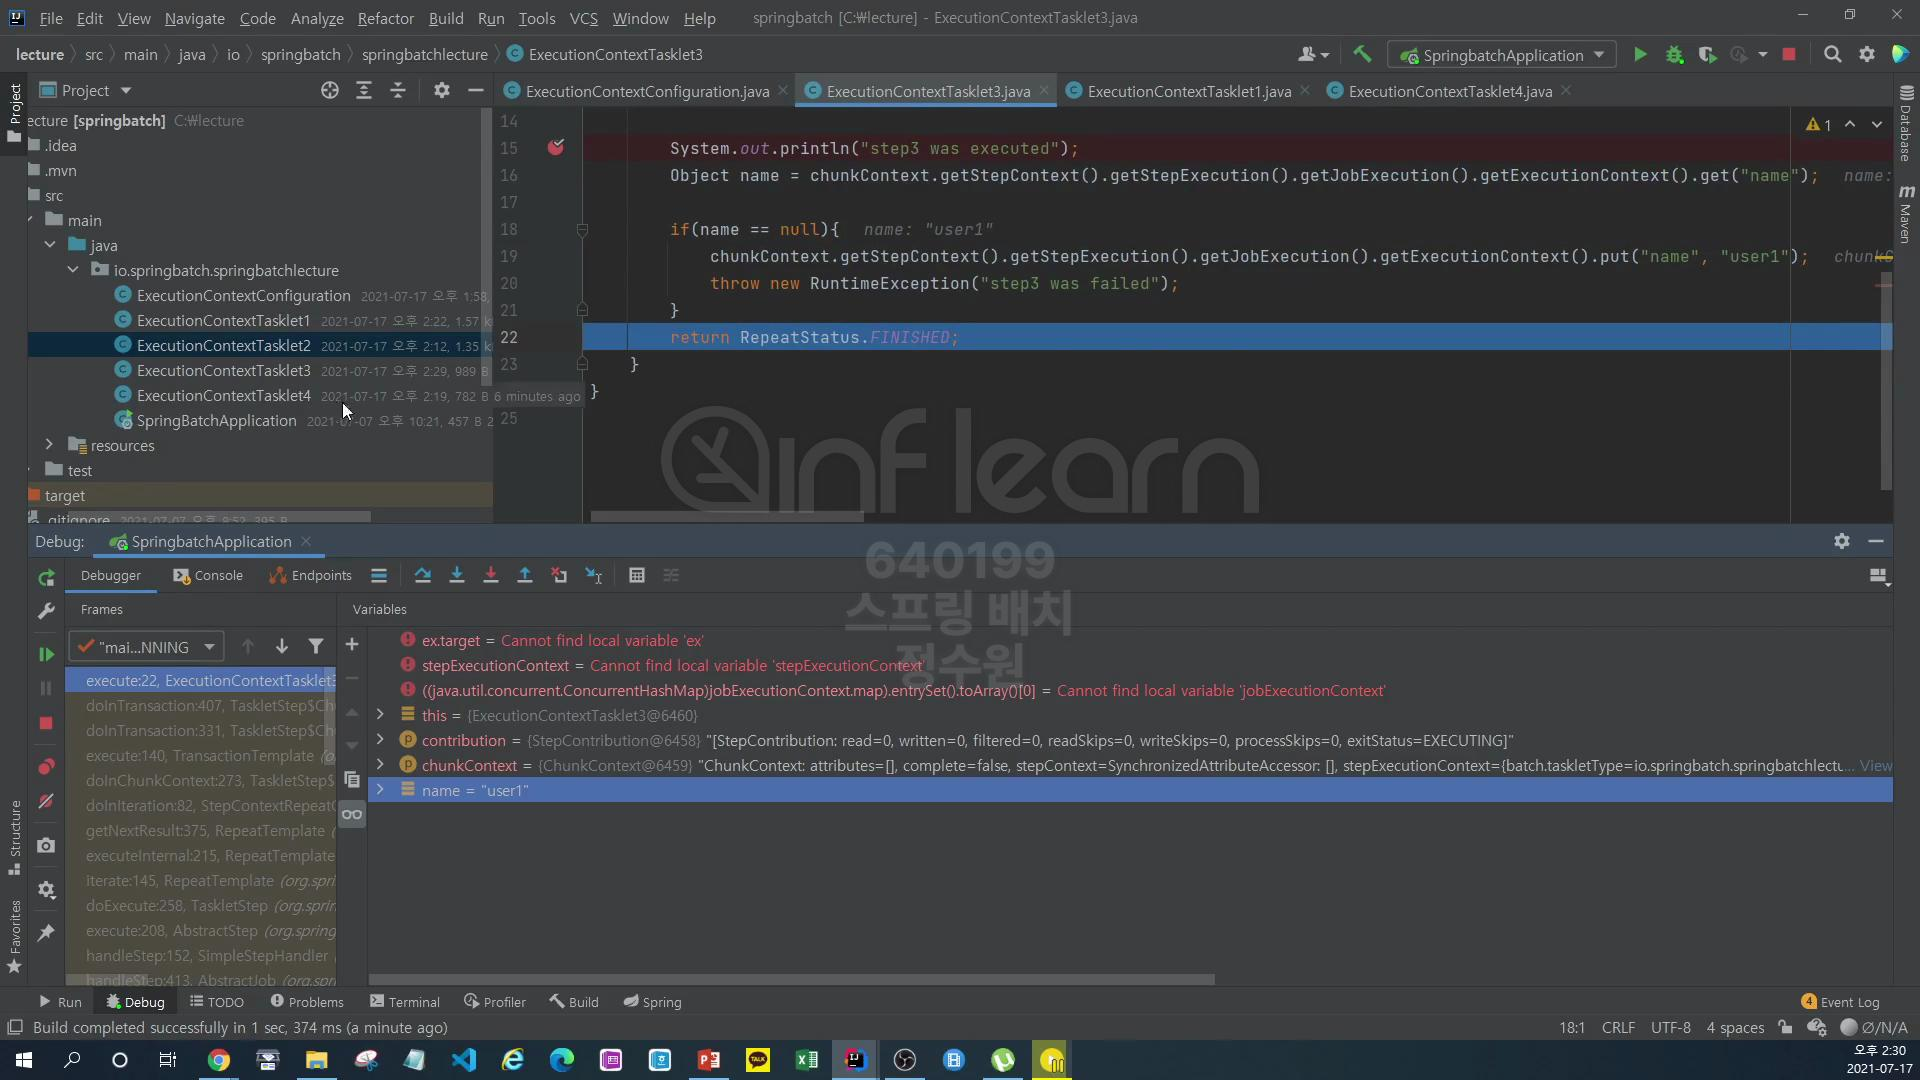 File Edit View Navigate Code Analyze Refactor Build Run Tools VCS Window Help springbatch [C:₩lecture] - ExecutionContextTasklet3.java
lecture src main java io springbatch springbatchlecture ExecutionContextTasklet3 SpringbatchApplication
Project
Project
ExecutionContextConfiguration.java ExecutionContextTasklet3.java ExecutionContextTasklet1.java ExecutionContextTasklet4.java
ecture [springbatch] C:₩lecture
.idea
.mvn
src
main
java
io.springbatch.springbatchlecture
ExecutionContextConfiguration 2021-07-17 오후 1:58,
ExecutionContextTasklet1 2021-07-17 오후 2:22, 1.57 k
ExecutionContextTasklet2 2021-07-17 오후 2:12, 1.35 k
ExecutionContextTasklet3 2021-07-17 오후 2:29, 989 B
ExecutionContextTasklet4 2021-07-17 오후 2:19, 782 B 6 minutes ago
SpringBatchApplication 2021-07-07 오후 10:21, 457 B 2
resources
test
target
.gitignore 2021-07-07 오후 9:52, 395 B
14
15 System.out.println("step3 was executed");
16 Object name = chunkContext.getStepContext().getStepExecution().getJobExecution().getExecutionContext().get("name"); name:
17
18 if(name == null){ name: "user1"
19 chunkContext.getStepContext().getStepExecution().getJobExecution().getExecutionContext().put("name", "user1"); chunkC
20 throw new RuntimeException("step3 was failed");
21 }
22 return RepeatStatus.FINISHED;
23 }
}
25
1
Database
Maven
inflearn
640199
스프링 배치
정수원
Debug: SpringbatchApplication
Debugger Console Endpoints
Frames Variables
"mai...NNING
execute:22, ExecutionContextTasklet3
doInTransaction:407, TaskletStep$Ch
doInTransaction:331, TaskletStep$Ch
execute:140, TransactionTemplate (o
doInChunkContext:273, TaskletStep$
doInIteration:82, StepContextRepeat
getNextResult:375, RepeatTemplate (
executeInternal:215, RepeatTemplate
iterate:145, RepeatTemplate (org.spri
doExecute:258, TaskletStep (org.sprin
execute:208, AbstractStep (org.spring
handleStep:152, SimpleStepHandler
handleStep:413, AbstractJob (org.spr
ex.target = Cannot find local variable 'ex'
stepExecutionContext = Cannot find local variable 'stepExecutionContext'
((java.util.concurrent.ConcurrentHashMap)jobExecutionContext.map).entrySet().toArray()[0] = Cannot find local variable 'jobExecutionContext'
this = {ExecutionContextTasklet3@6460}
contribution = {StepContribution@6458} "[StepContribution: read=0, written=0, filtered=0, readSkips=0, writeSkips=0, processSkips=0, exitStatus=EXECUTING]"
chunkContext = {ChunkContext@6459} "ChunkContext: attributes=[], complete=false, stepContext=SynchronizedAttributeAccessor: [], stepExecutionContext={batch.taskletType=io.springbatch.springbatchlectu... View
name = "user1"
Structure
Favorites
Run Debug TODO Problems Terminal Profiler Build Spring 4 Event Log
Build completed successfully in 1 sec, 374 ms (a minute ago) 18:1 CRLF UTF-8 4 spaces Ø/N/A
TALK
오후 2:30
2021-07-17